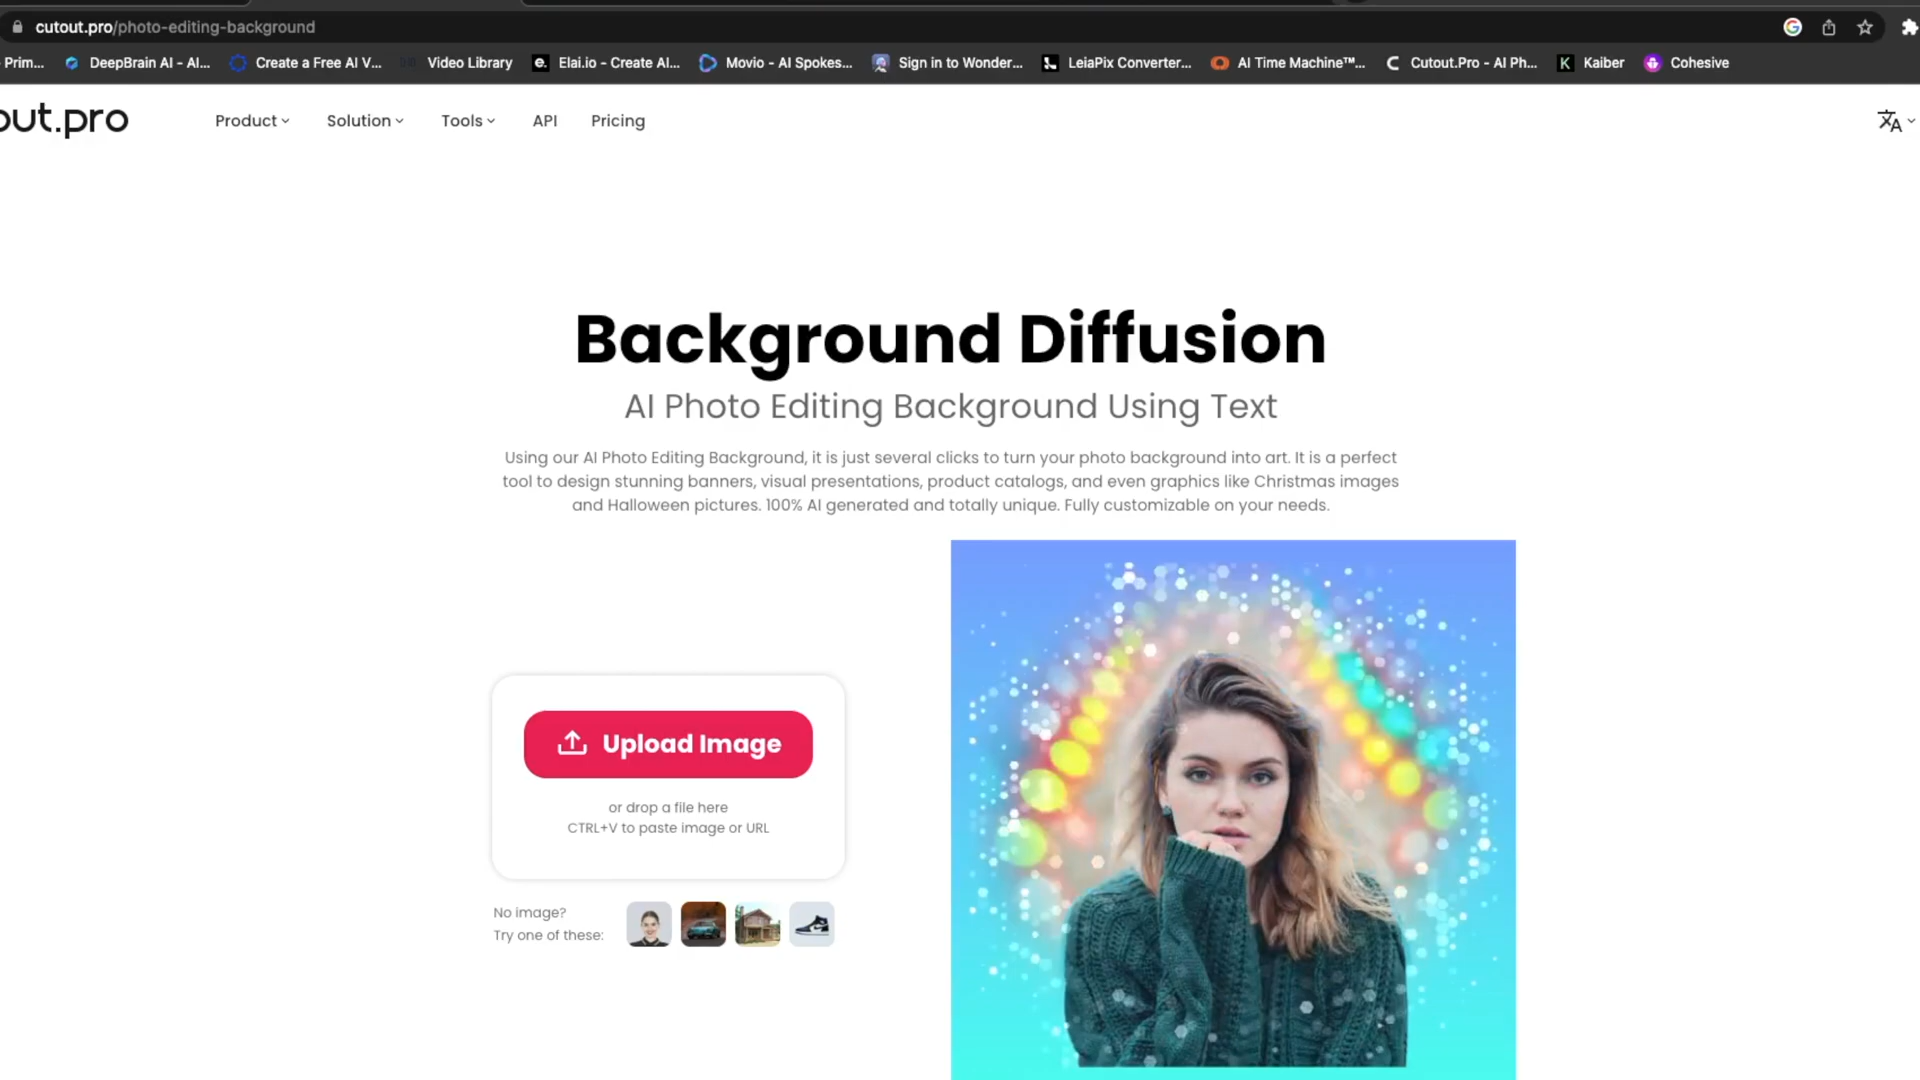 cutout.pro/photo-editing-background
Prim... DeepBrain AI - AI... Create a Free AI V... Video Library Elai.io - Create AI... Movio - AI Spokes... Sign in to Wonder... LeiaPix Converter... AI Time Machine™... Cutout.Pro - AI Ph... Kaiber Cohesive
out.pro Product Solution Tools API Pricing
Background Diffusion
AI Photo Editing Background Using Text
Using our AI Photo Editing Background, it is just several clicks to turn your photo background into art. It is a perfect
tool to design stunning banners, visual presentations, product catalogs, and even graphics like Christmas images
and Halloween pictures. 100% AI generated and totally unique. Fully customizable on your needs.
Upload Image
or drop a file here
CTRL+V to paste image or URL
No image?
Try one of these: